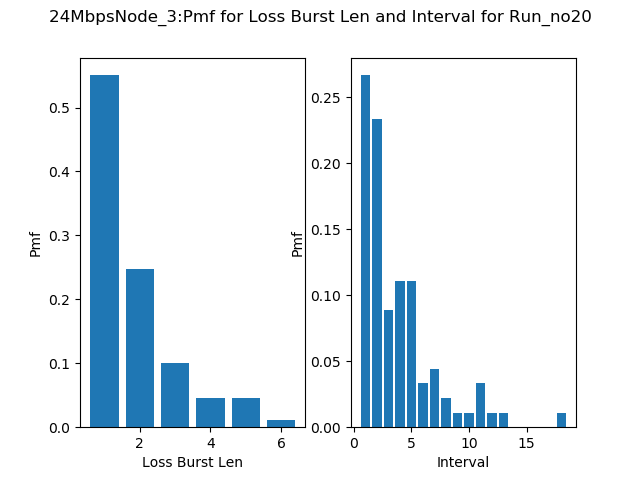 24MbpsNode_3:Pmf for Loss Burst Len and Interval for Run_no20
Pmf
0.5
0.4
0.3
0.2
0.1
0.0
2 4 6
Loss Burst Len
Pmf
0.25
0.20
0.15
0.10
0.05
0.00
0 5 10 15
Interval